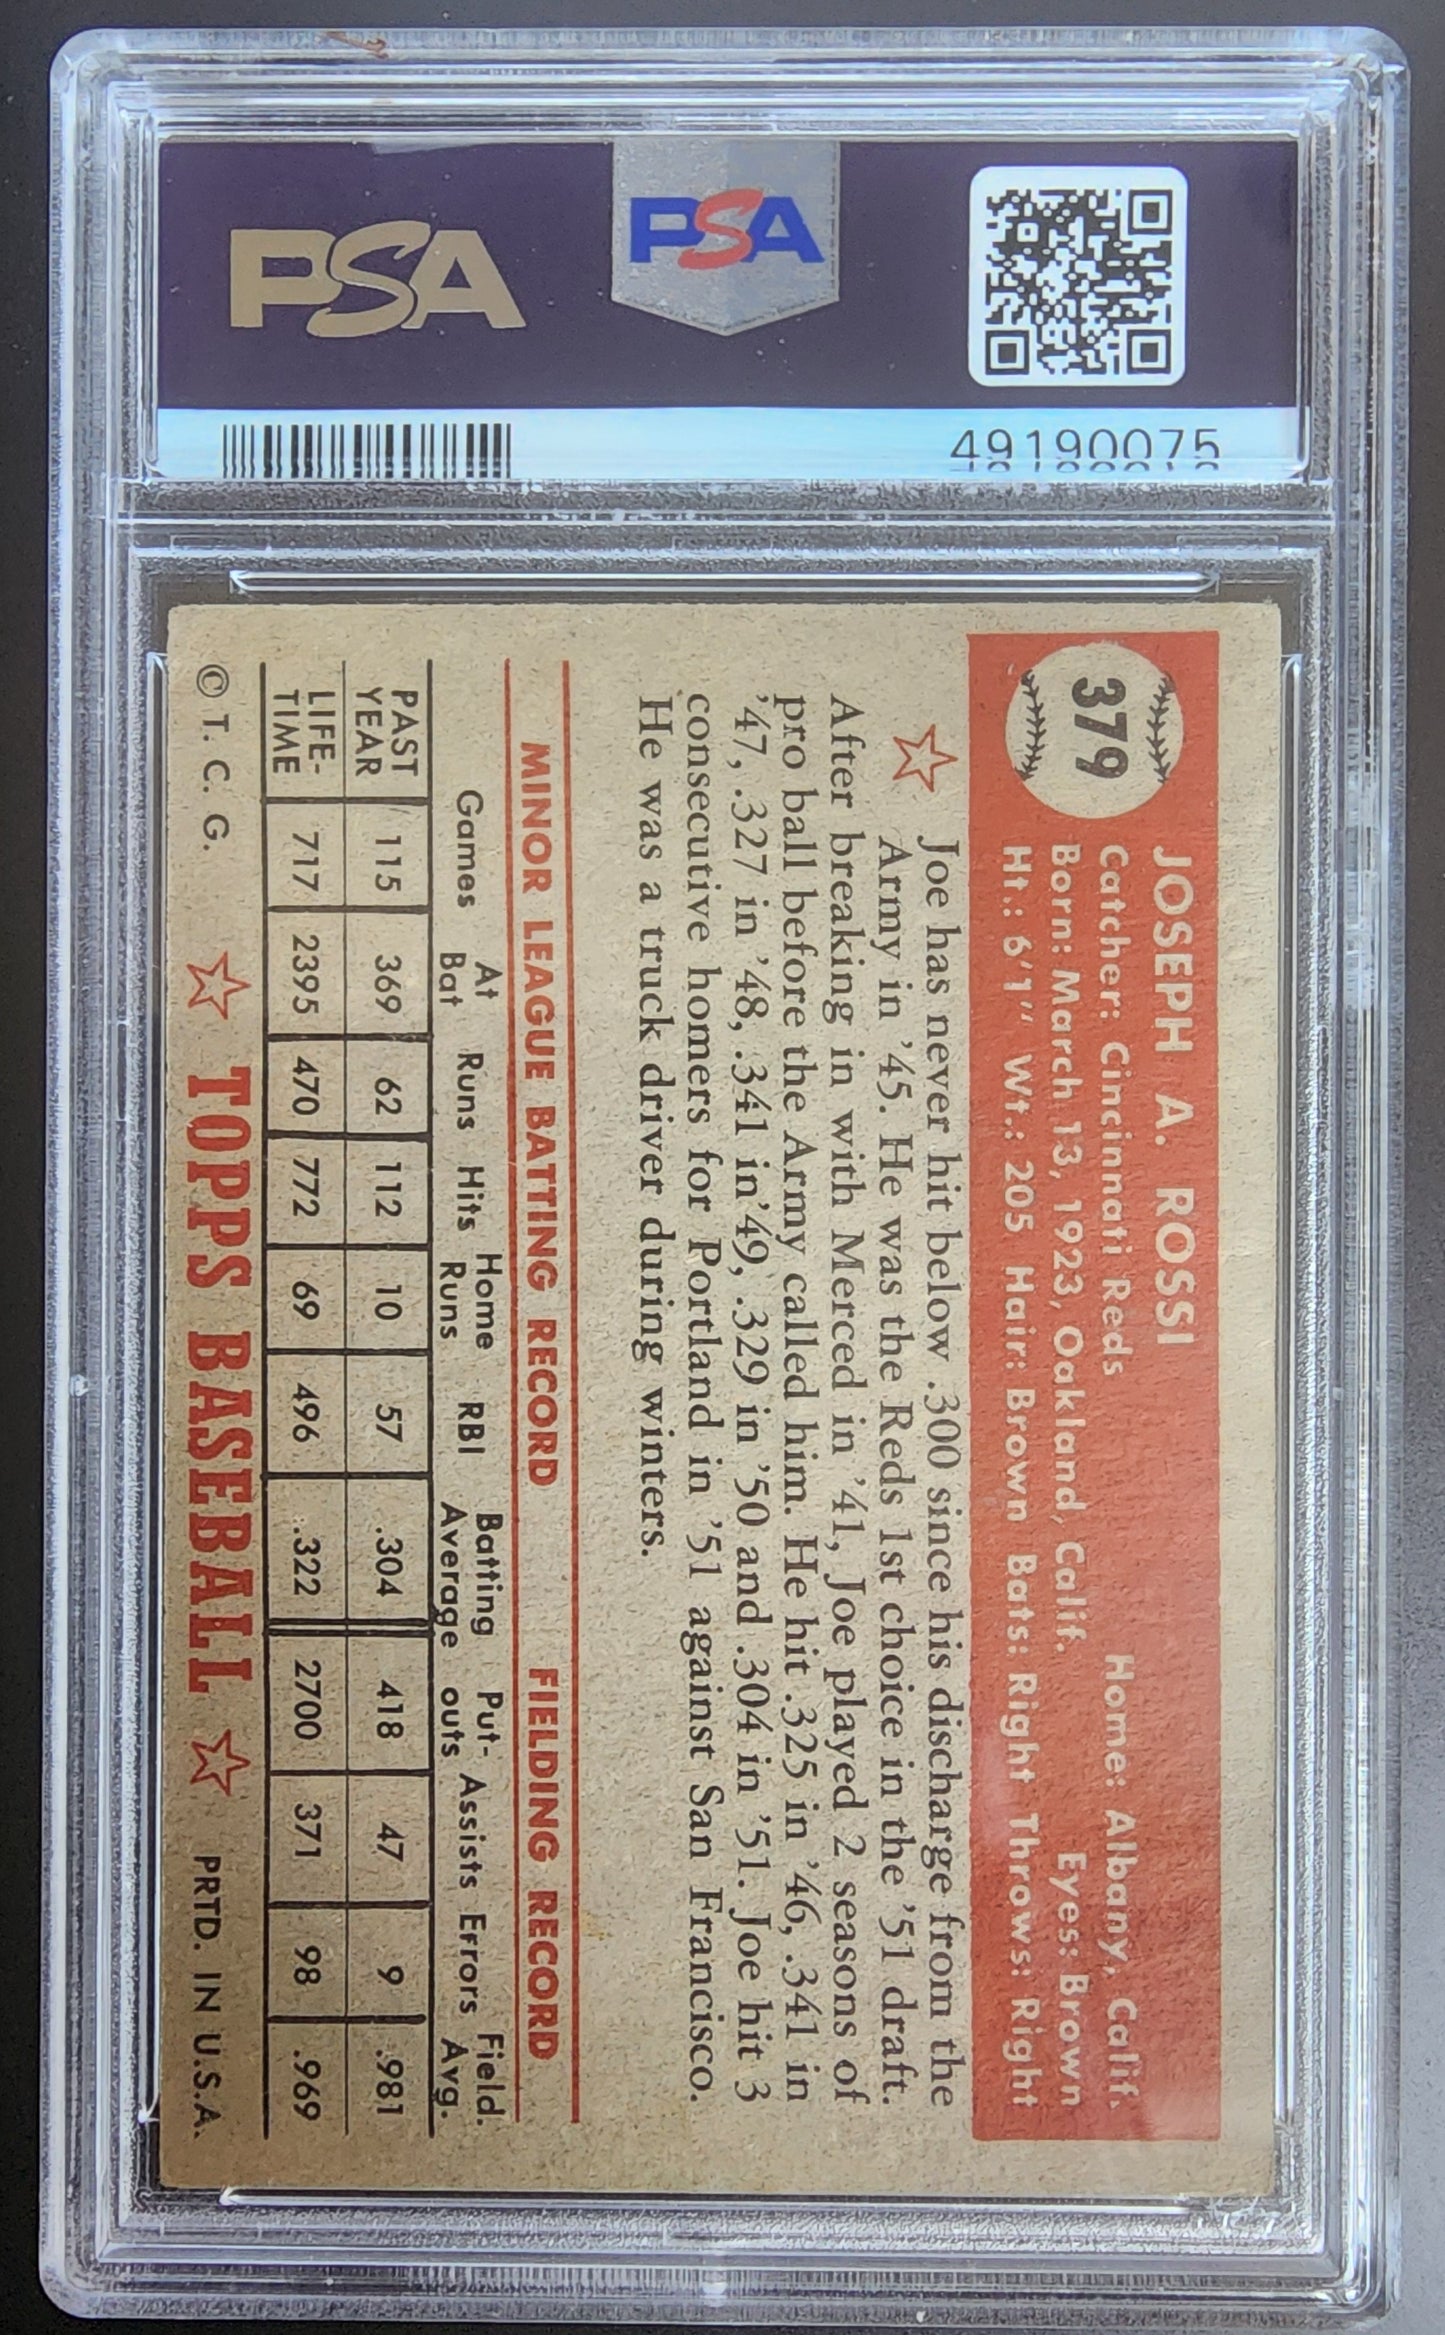 PSA
PSA
49190075
379
JOSEPH A. ROSSI
Catcher: Cincinnati Reds Home: Albany, Calif.
Born: March 13, 1923, Oakland, Calif. Eyes: Brown
Ht.: 6'1" Wt.: 205 Hair: Brown Bats: Right Throws: Right
Joe has never hit below .300 since his discharge from the
Army in '45. He was the Reds 1st choice in the '51 draft.
After breaking in with Merced in '41, Joe played 2 seasons of
pro ball before the Army called him. He hit .325 in '46, .341 in
'47, .327 in '48, .341 in'49, .329 in '50 and .304 in '51. Joe hit 3
consecutive homers for Portland in '51 against San Francisco.
He was a truck driver during winters.
MINOR LEAGUE BATTING RECORD FIELDING RECORD
Games At Bat Runs Hits Home Runs RBI Batting Average Put-outs Assists Errors Field. Avg.
PAST YEAR 115 369 62 112 10 57 .304 418 47 9 .981
LIFE-TIME 717 2395 470 772 69 496 .322 2700 371 98 .969
© T. C. G. TOPPS BASEBALL PRTD. IN U.S.A.